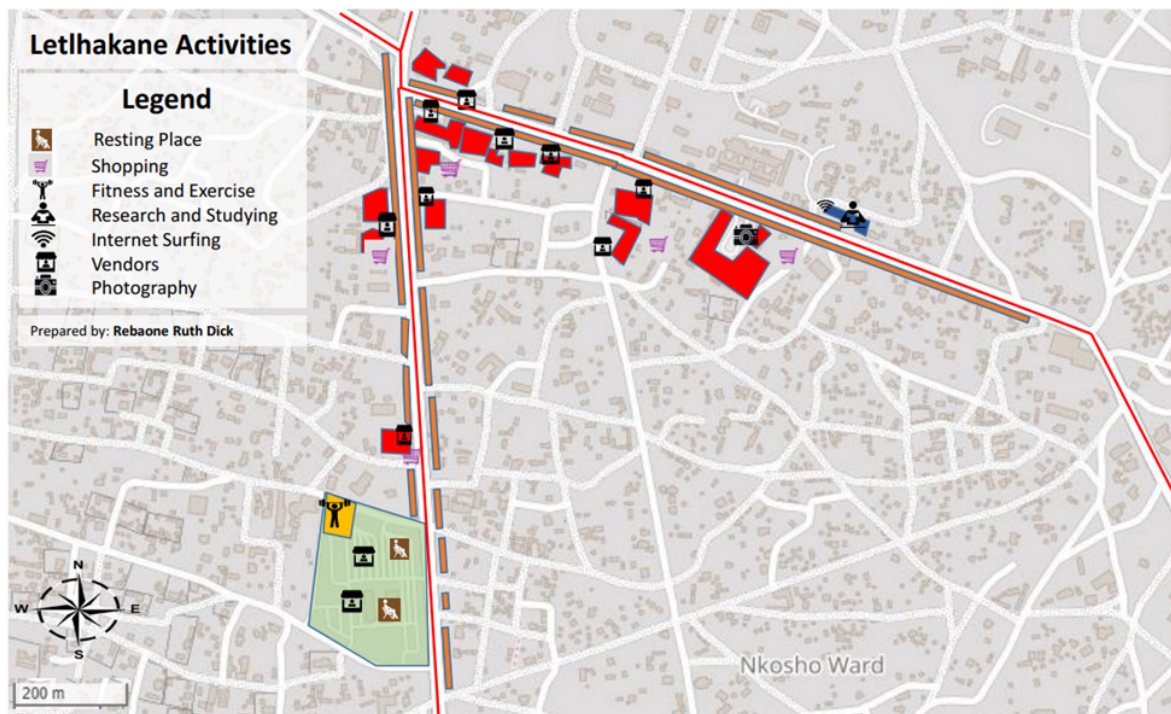 Letlhakane Activities
Legend
Resting Place
Shopping
Fitness and Exercise
Research and Studying
Internet Surfing
Vendors
Photography
Prepared by: Rebaone Ruth Dick
N
W E
S
200 m
Nkosho Ward